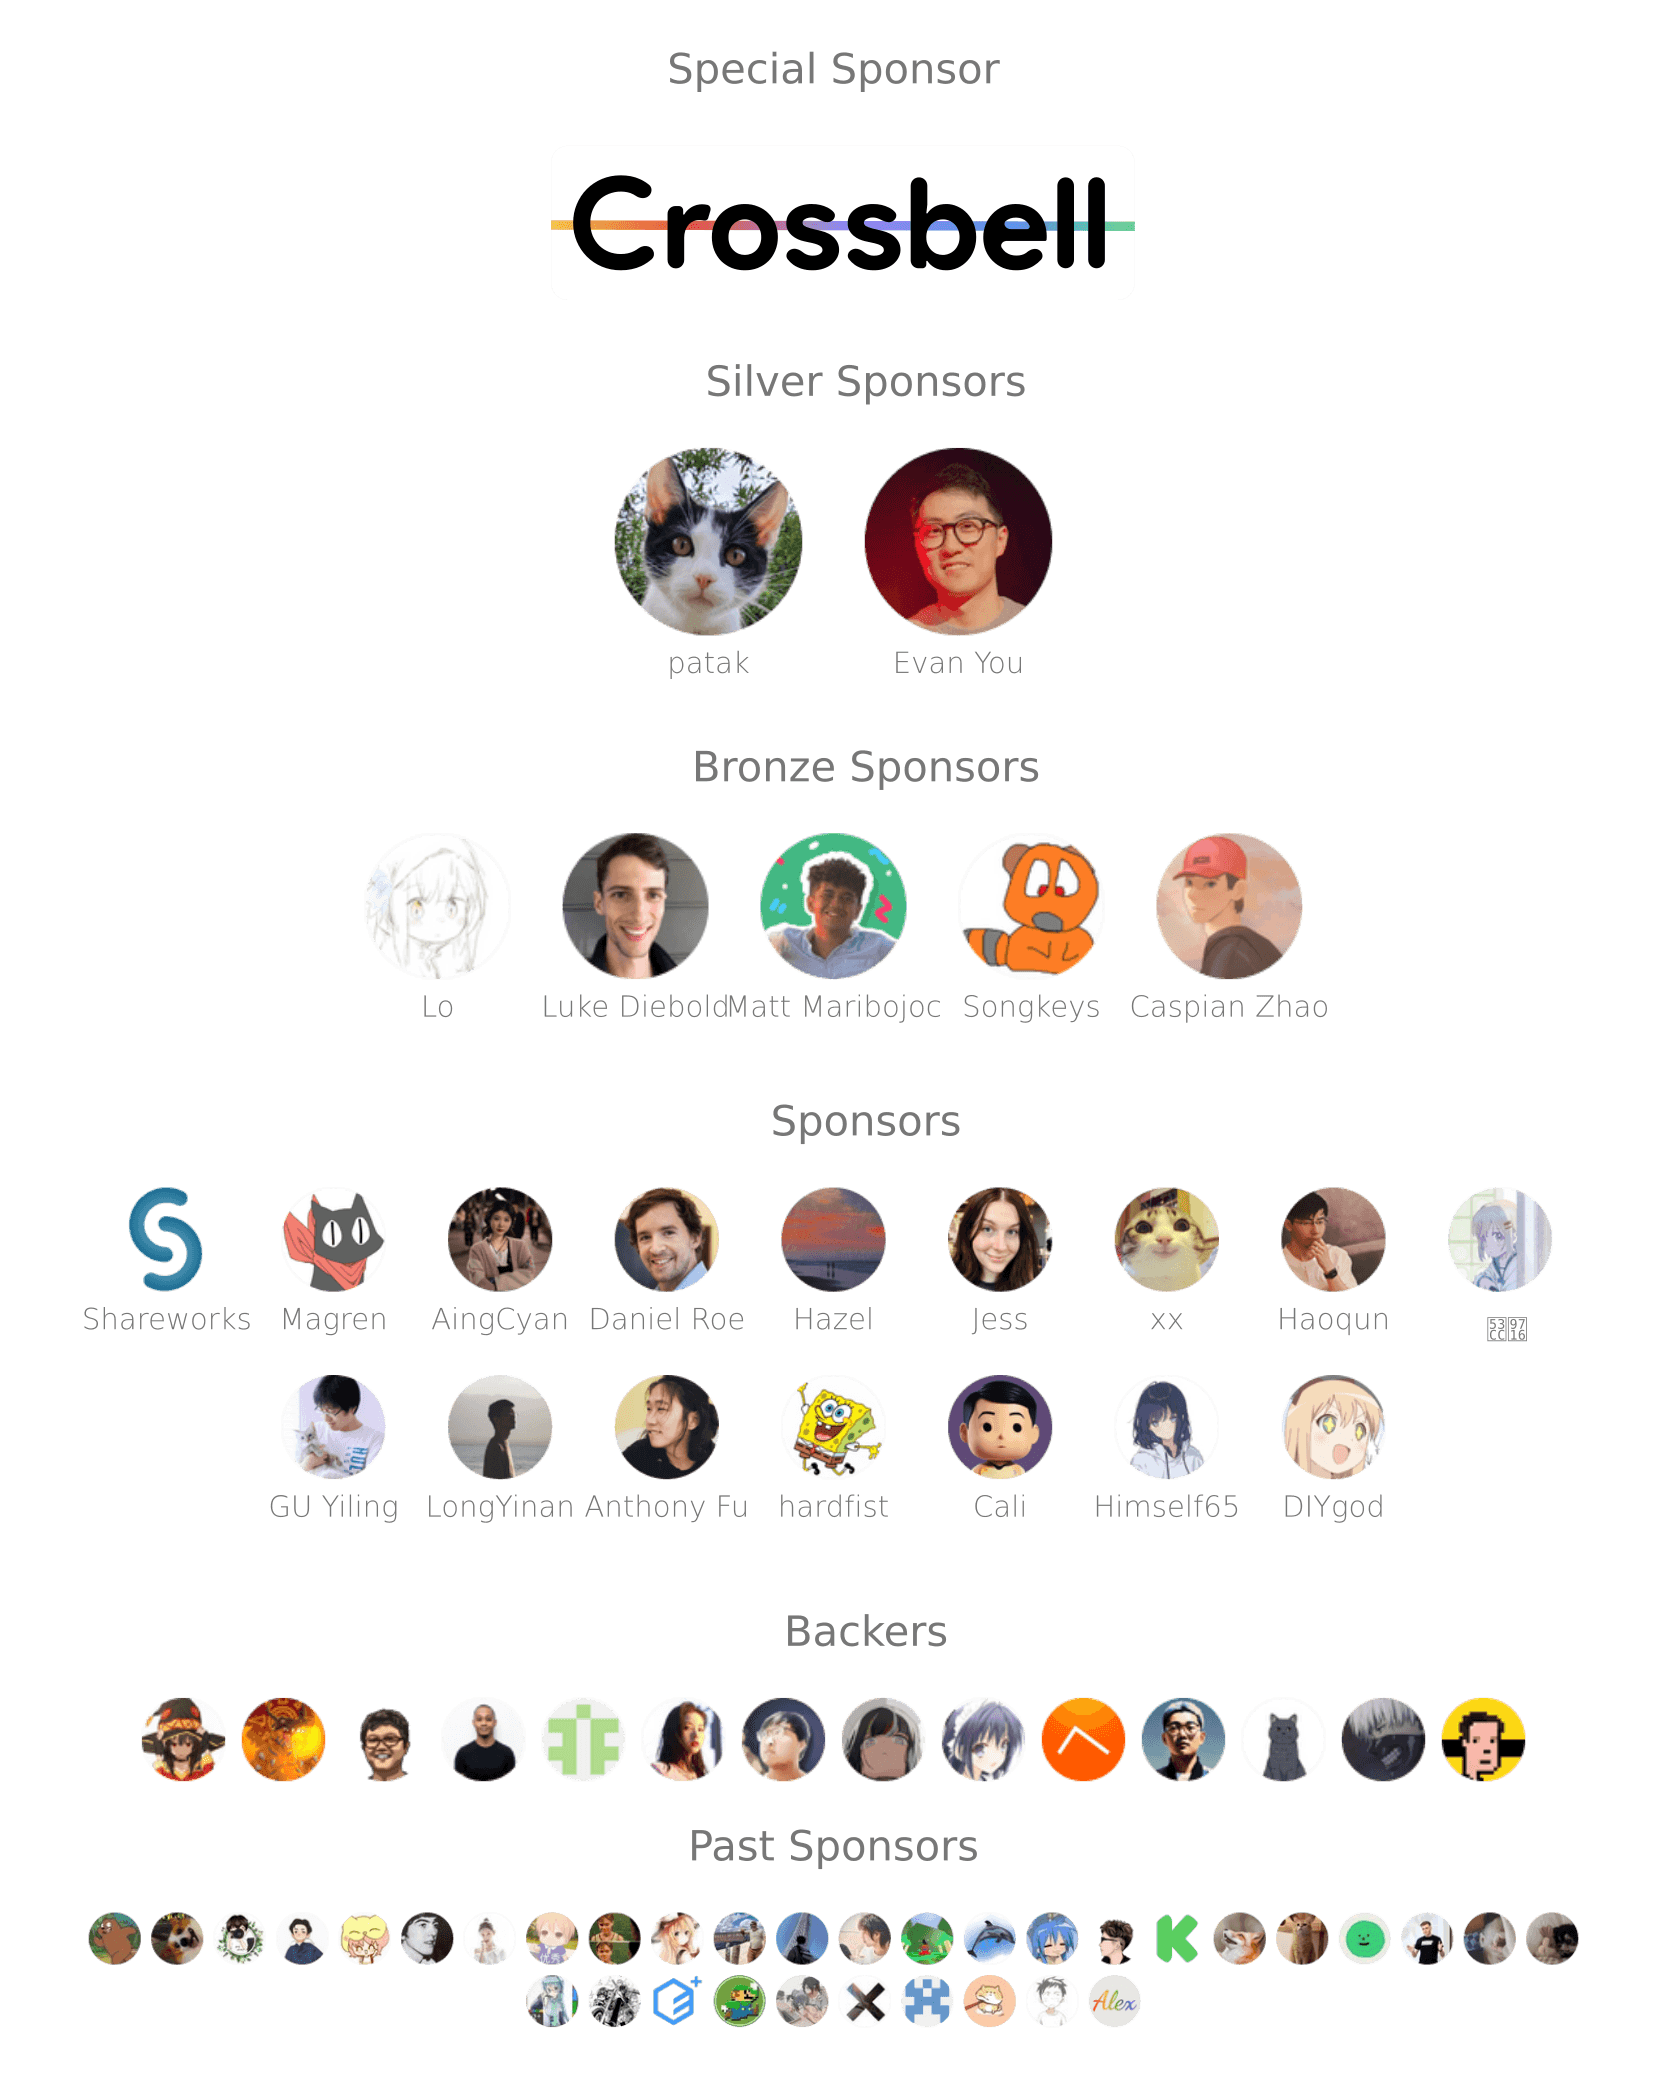 Special Sponsor
Crossbell
Silver Sponsors
patak
Evan You
Bronze Sponsors
Lo
Luke Diebold
Matt Maribojoc
Songkeys
Caspian Zhao
Sponsors
Shareworks
Magren
AingCyan
Daniel Roe
Hazel
Jess
xx
Haoqun
GU Yiling
LongYinan
Anthony Fu
hardfist
Cali
Himself65
DIYgod
Backers
Past Sponsors
K
Alex